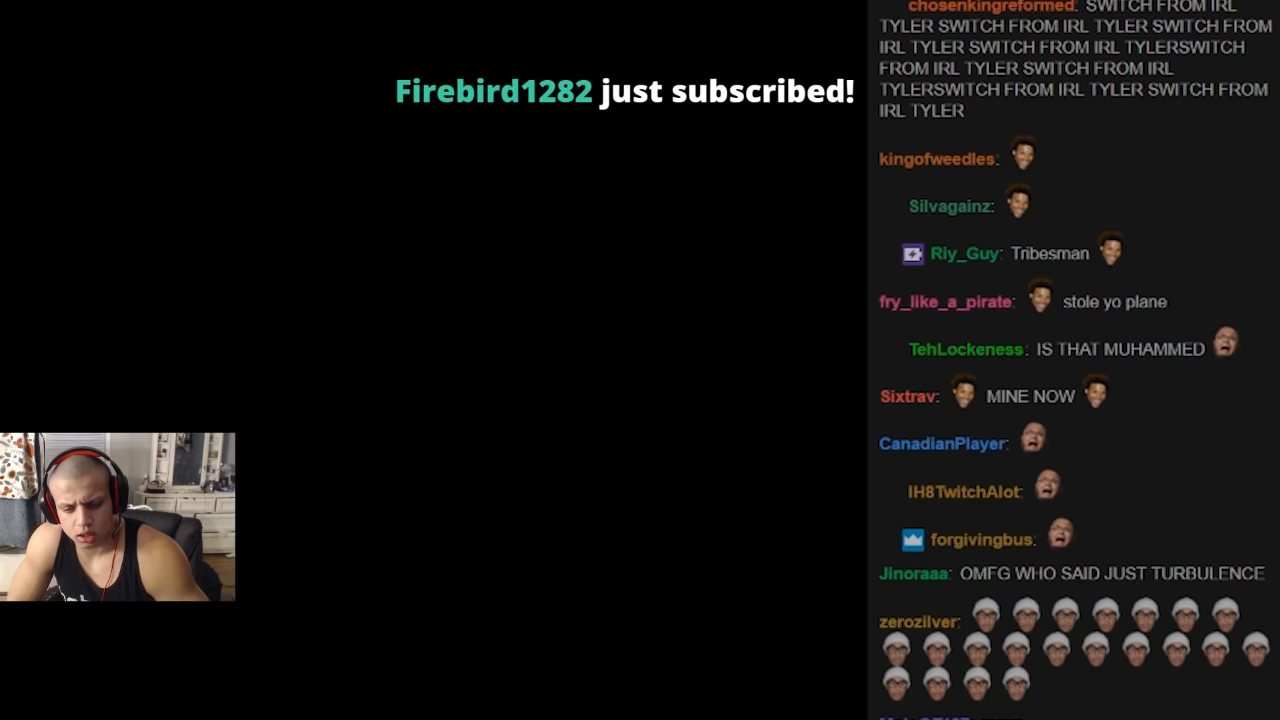 chosenkingreformed: SWITCH FROM IRL
TYLER SWITCH FROM IRL TYLER SWITCH FROM
IRL TYLER SWITCH FROM IRL TYLERSWITCH
FROM IRL TYLER SWITCH FROM IRL
TYLERSWITCH FROM IRL TYLER SWITCH FROM
IRL TYLER
Firebird1282 just subscribed!
kingofweedles:
Silvagainz:
Rly_Guy: Tribesman
fry_like_a_pirate: stole yo plane
TehLockeness: IS THAT MUHAMMED
Sixtrav: MINE NOW
CanadianPlayer:
IH8TwitchAlot:
forgivingbus:
Jinoraaa: OMFG WHO SAID JUST TURBULENCE
zerozilver: